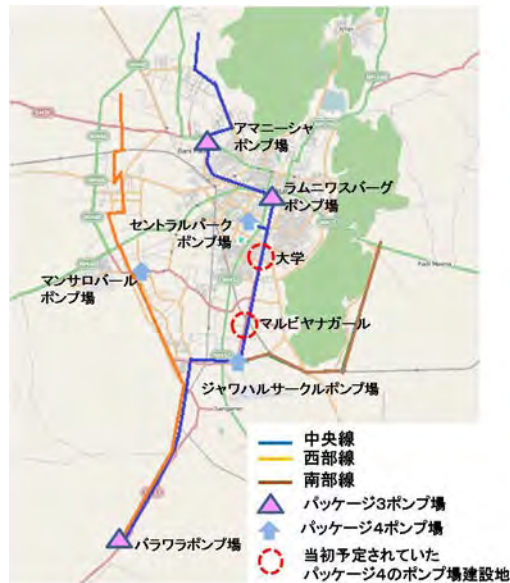 アマニーシャ
ポンプ場
ラムニワスバーグ
ポンプ場
セントラルパーク
ポンプ場
大学
マンサロバール
ポンプ場
マルビヤナガール
ジャワハルサークルポンプ場
バラワラポンプ場
中央線
西部線
南部線
パッケージ3ポンプ場
パッケージ4ポンプ場
当初予定されていた
パッケージ4のポンプ場建設地